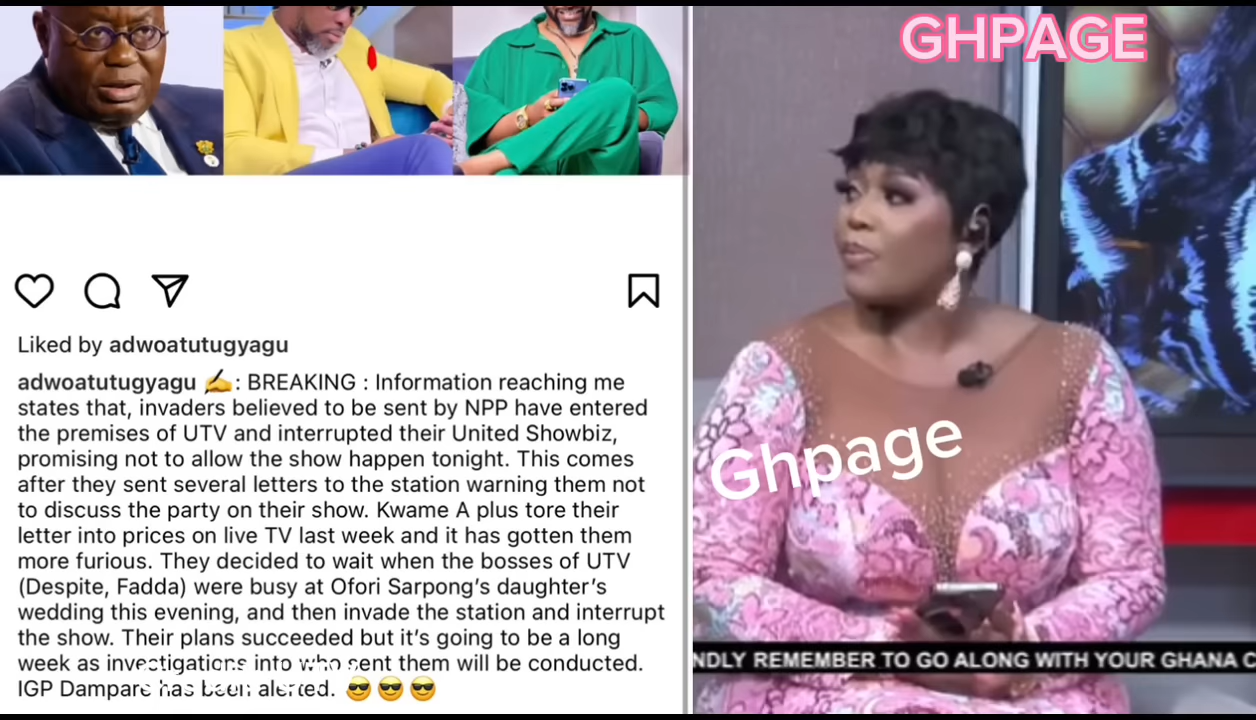 Liked by adwoatutugyagu
adwoatutugyagu ✍️: BREAKING : Information reaching me
states that, invaders believed to be sent by NPP have entered
the premises of UTV and interrupted their United Showbiz,
promising not to allow the show happen tonight. This comes
after they sent several letters to the station warning them not
to discuss the party on their show. Kwame A plus tore their
letter into prices on live TV last week and it has gotten them
more furious. They decided to wait when the bosses of UTV
(Despite, Fadda) were busy at Ofori Sarpong's daughter's
wedding this evening, and then invade the station and interrupt
the show. Their plans succeeded but it's going to be a long
week as investigations into who sent them will be conducted.
IGP Dampare has been alerted. 😎😎😎
GHPAGE
Ghpage
NDLY REMEMBER TO GO ALONG WITH YOUR GHANA C